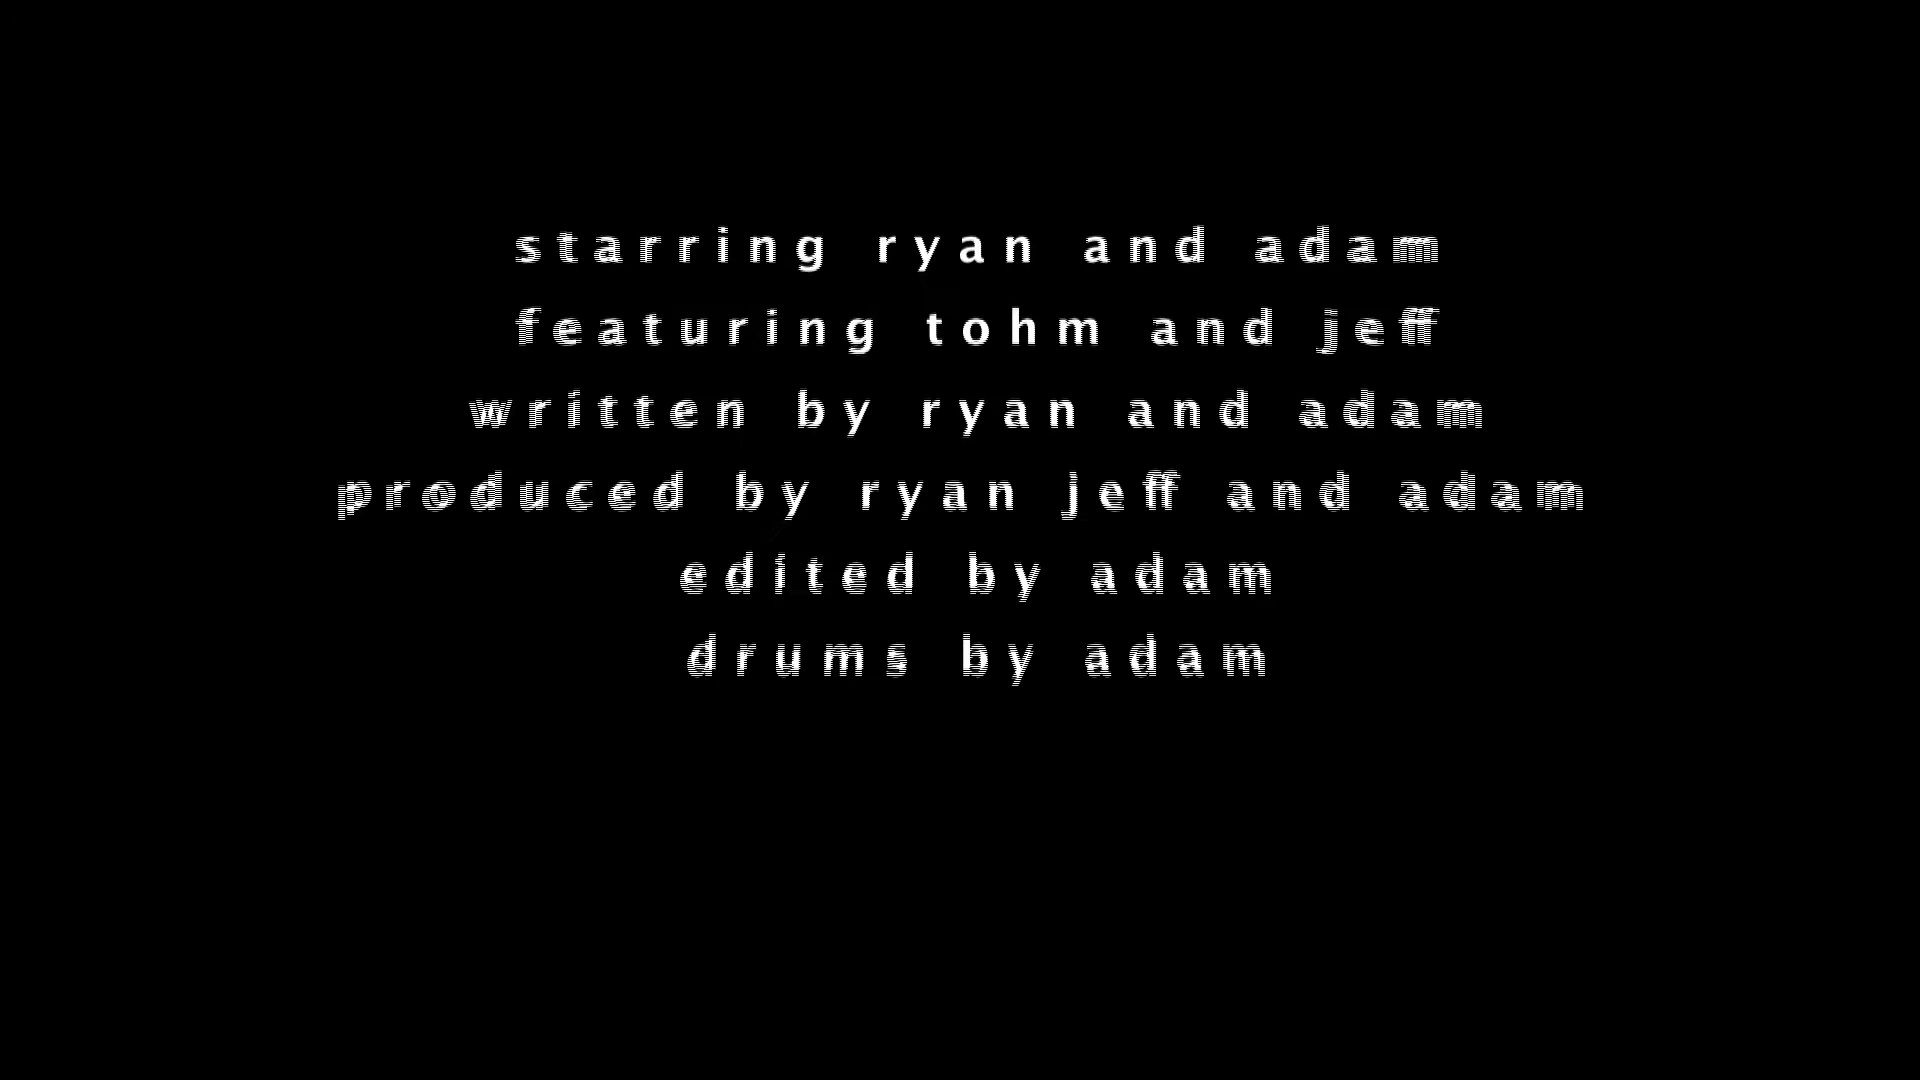 starring ryan and adam
featuring tohm and jeff
written by ryan and adam
produced by ryan jeff and adam
edited by adam
drums by adam